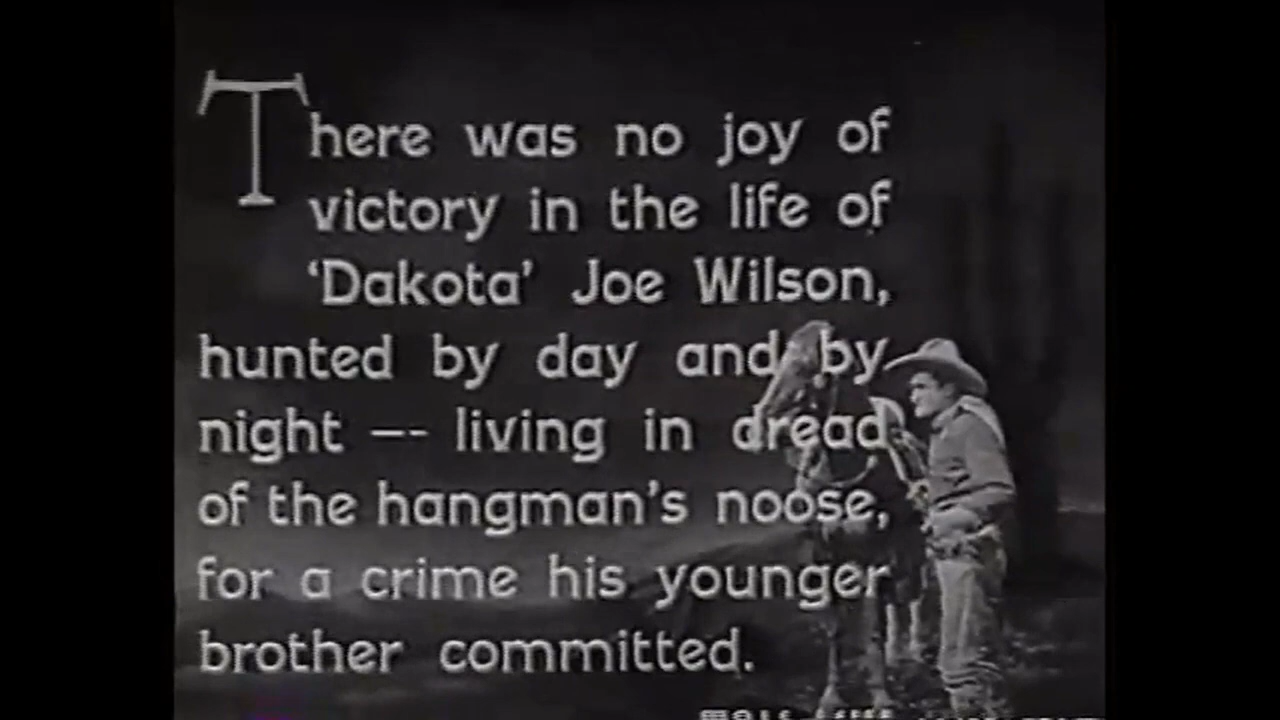 There was no joy of
victory in the life of
‘Dakota’ Joe Wilson,
hunted by day and by
night –- living in dread
of the hangman’s noose,
for a crime his younger
brother committed.